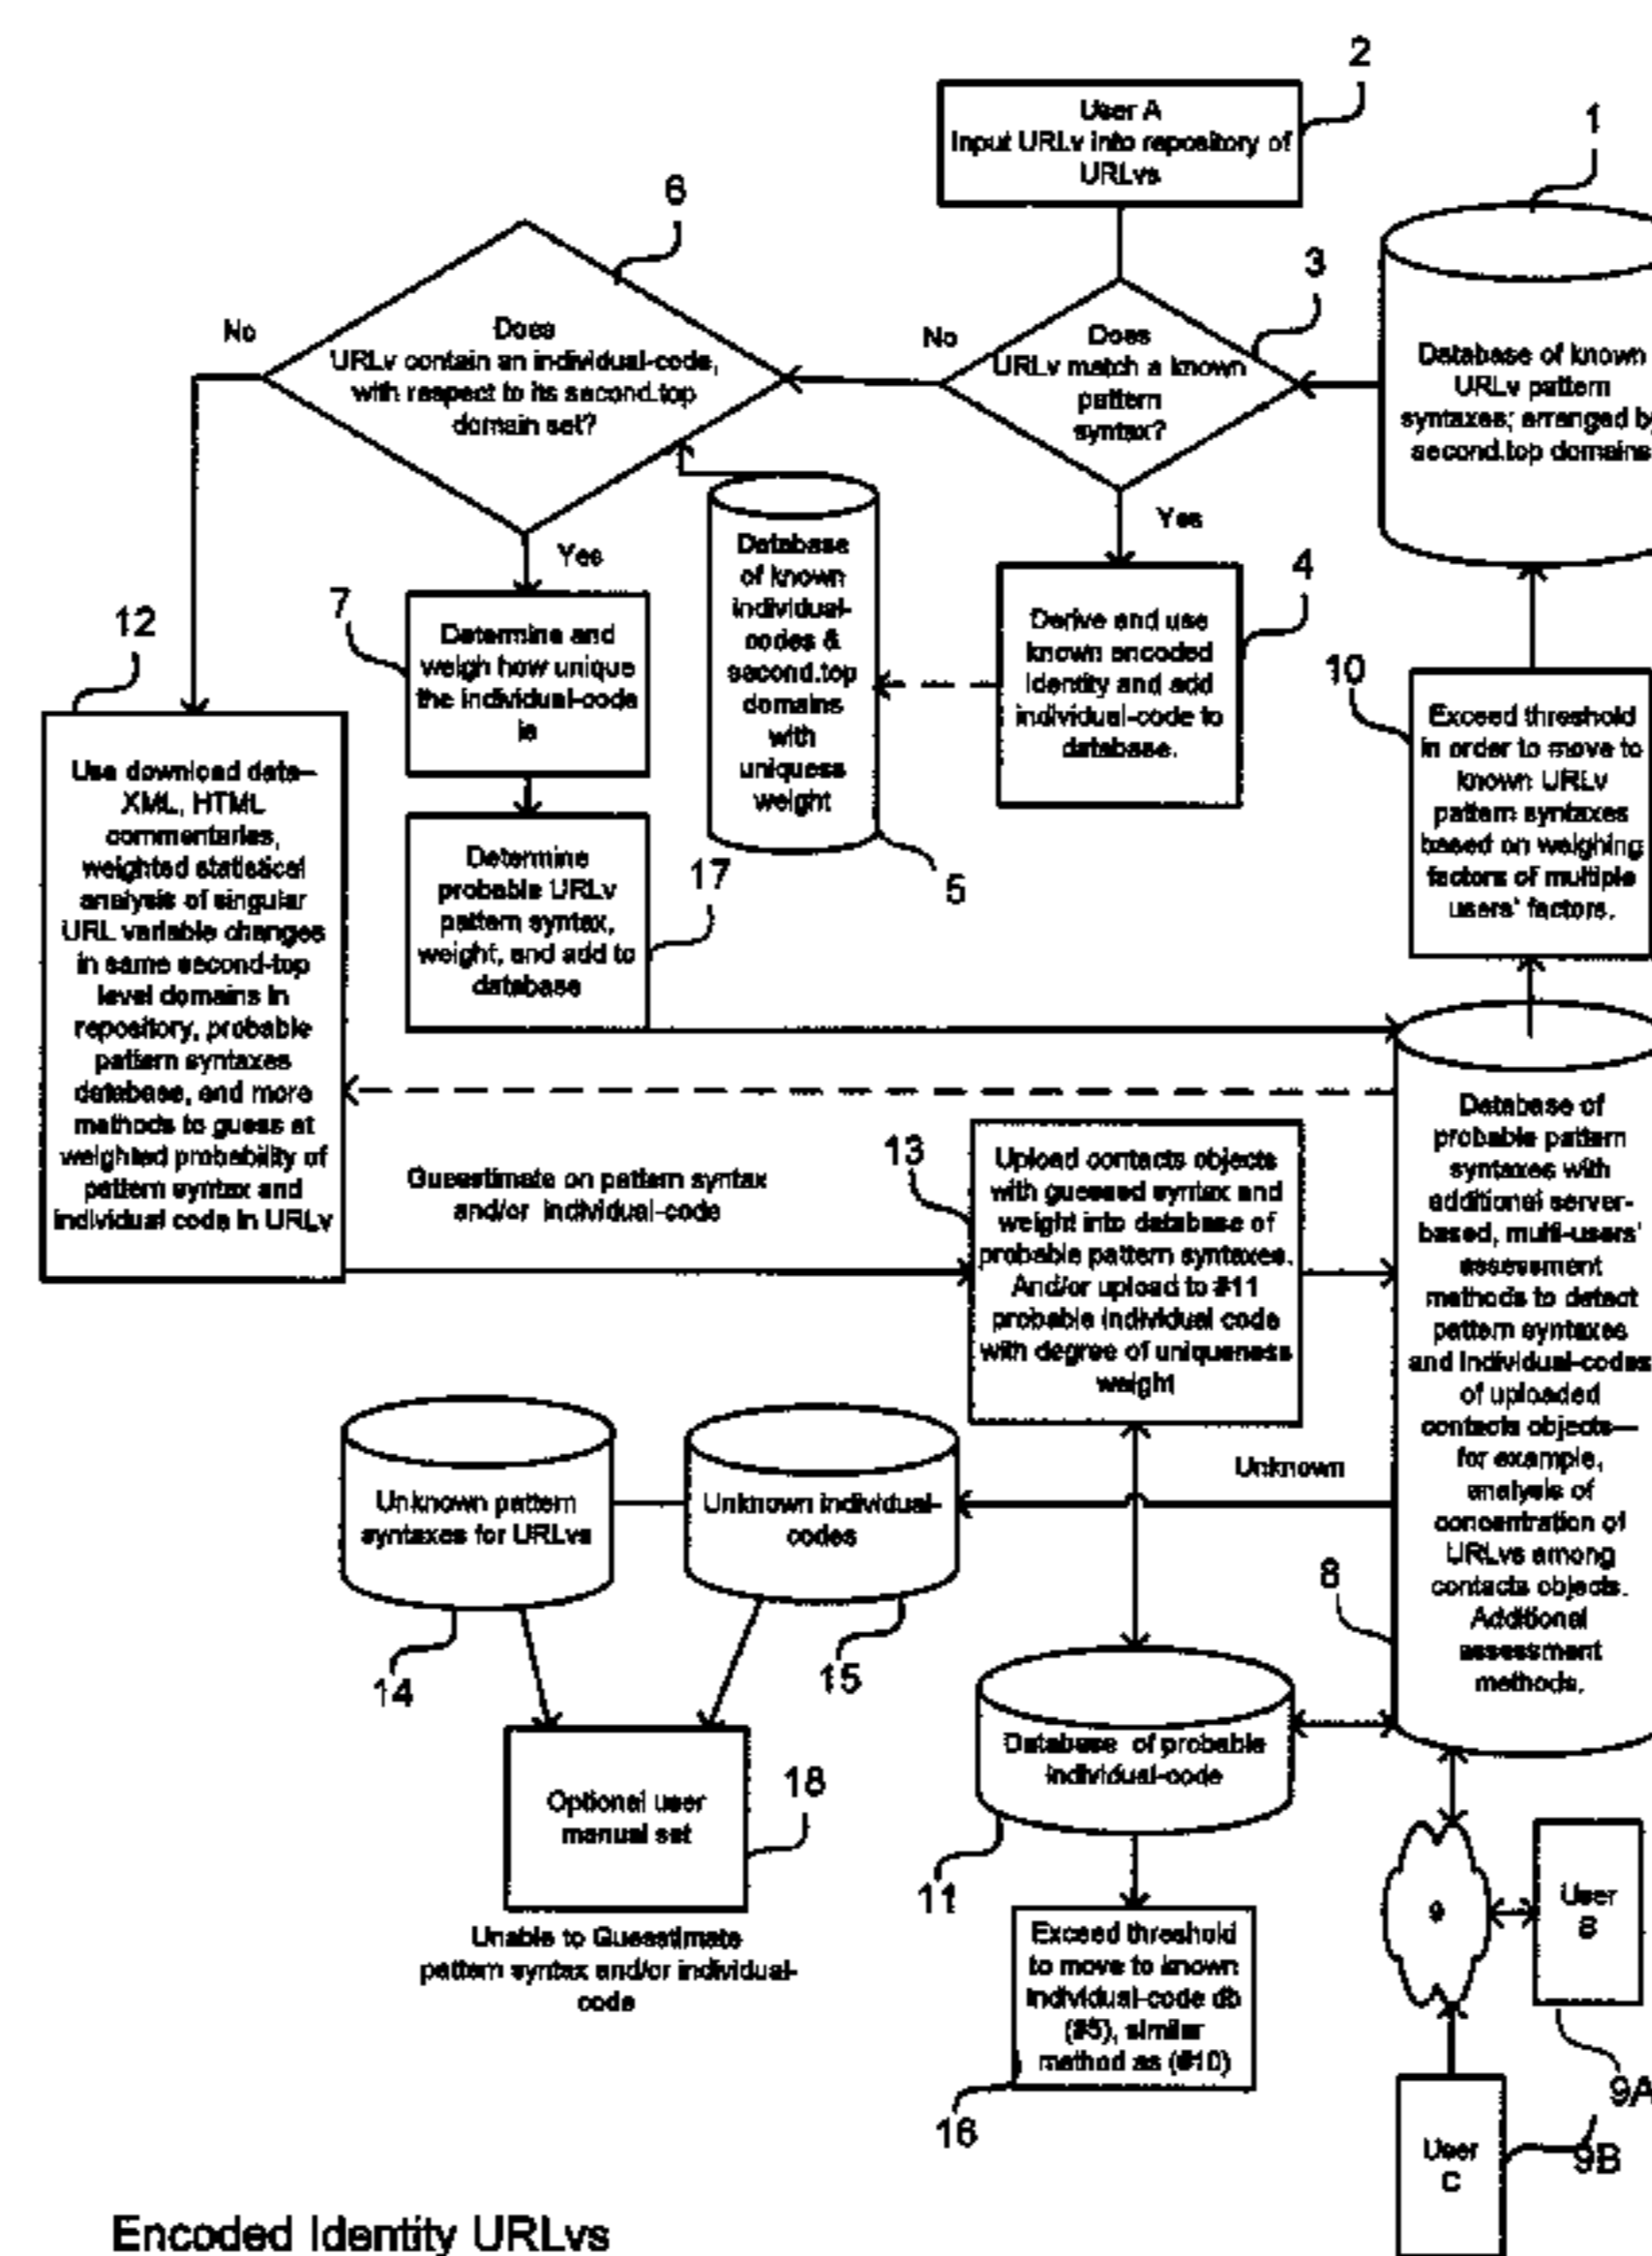 2
User A
Input URLv into repository of
URLvs
1
6
3
No
Does
URLv contain an individual-code,
with respect to its second.top
domain set?
No
Does
URLv match a known
pattern
syntax?
Database of known
URLv pattern
syntaxes; arranged by
second.top domains
Yes
Yes
7
Determine and
weigh how unique
the individual-code
is
Database
of known
individual-
codes &
second.top
domains
with
uniquess
weight
4
Derive and use
known encoded
identity and add
individual-code to
database.
12
10
Exceed threshold
in order to move to
known URLv
pattern syntaxes
based on weighing
factors of multiple
users' factors.
Use download data–
XML, HTML
commentaries,
weighted statistical
analysis of singular
URL variable changes
in same second-top
level domains in
repository, probable
pattern syntaxes
database, and more
methods to guess at
weighted probability of
pattern syntax and
individual code in URLv
Determine
probable URLv
pattern syntax,
weight, and add to
database
17
5
Guesstimate on pattern syntax
and/or individual-code
13
Upload contacts objects
with guessed syntax and
weight into database of
probable pattern syntaxes.
And/or upload to #11
probable individual code
with degree of uniqueness
weight
Database of
probable pattern
syntaxes with
additional server-
based, multi-users'
assessment
methods to detect
pattern syntaxes
and individual-codes
of uploaded
contacts objects—
for example,
analysis of
concentration of
URLvs among
contacts objects.
Additional
assessment
methods.
Unknown
Unknown pattern
syntaxes for URLvs
Unknown individual-
codes
8
14
15
Database of probable
individual-code
Optional user
manual set
18
11
Unable to Guesstimate
pattern syntax and/or individual-
code
Exceed threshold
to move to known
individual-code db
(#5), similar
method as (#10)
9
User
B
16
9A
User
C
9B
Encoded Identity URLvs